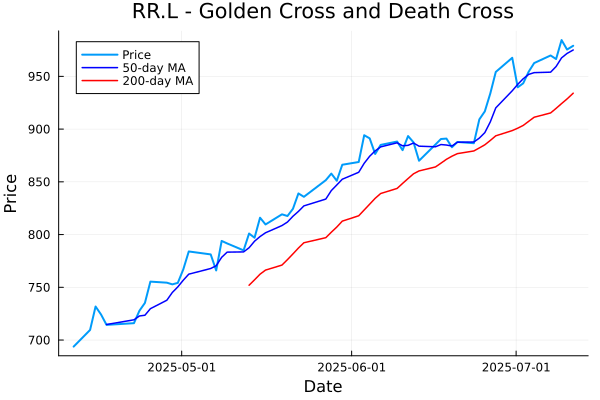 RR.L - Golden Cross and Death Cross
Price
50-day MA
200-day MA
950
900
850
800
750
700
Price
2025-05-01
2025-06-01
2025-07-01
Date